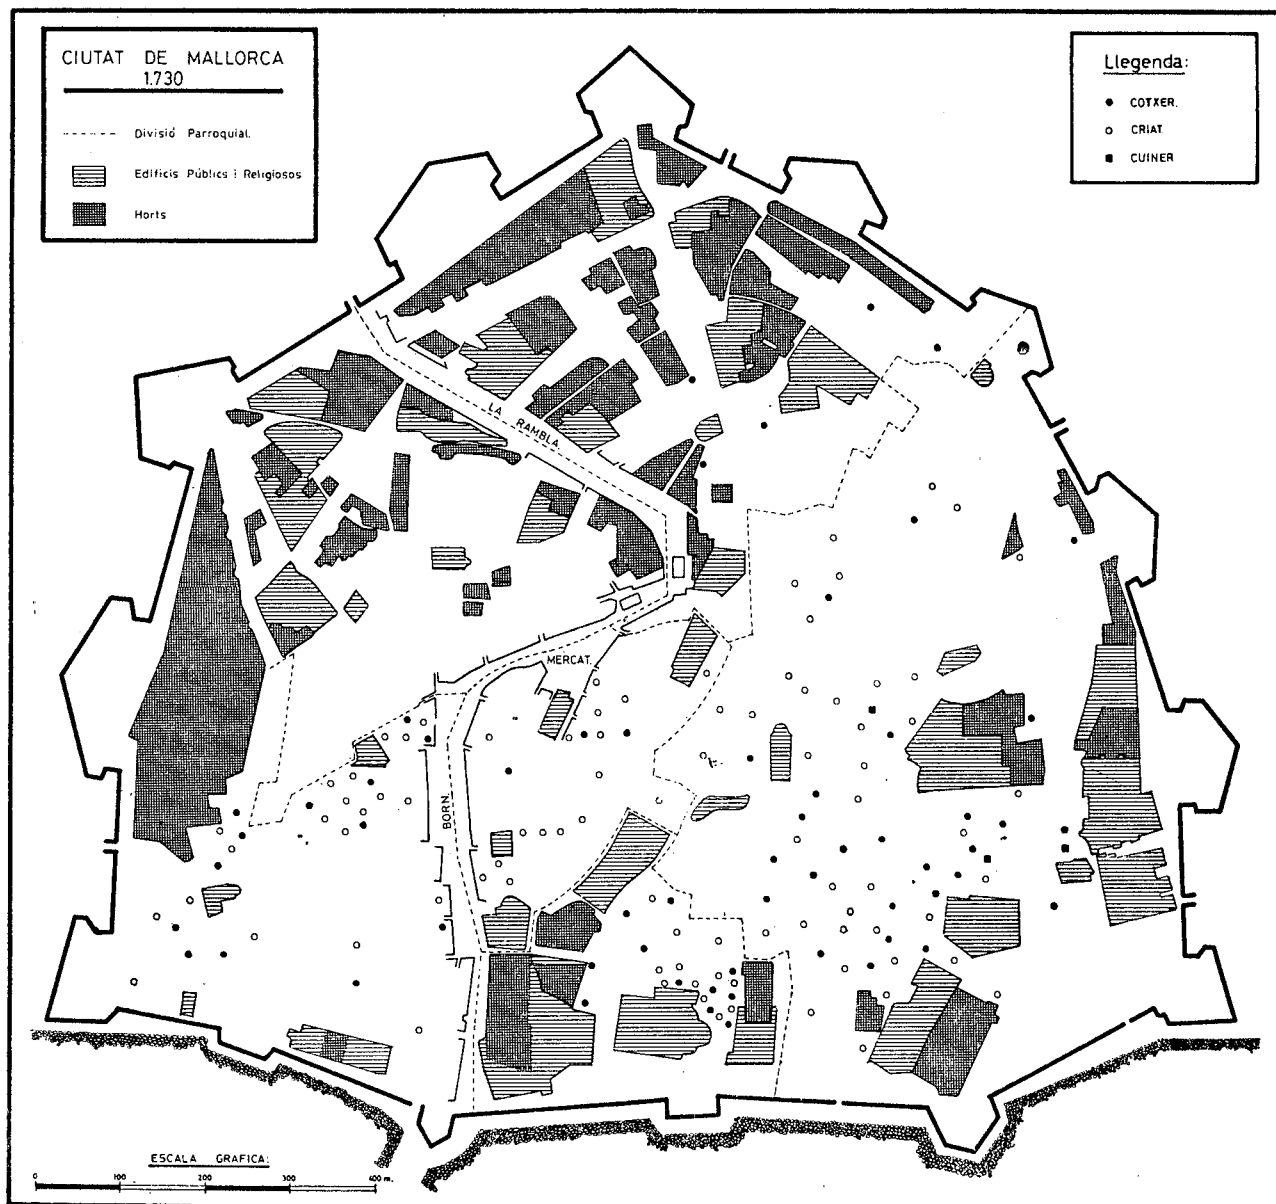 CIUTAT DE MALLORCA
1.730
Divisió Parroquial.
Edificis Públics i Religiosos
Horts
Llegenda:
COTXER.
CRIAT.
CUINER
LA RAMBLA.
MERCAT.
BORN.
ESCALA GRAFICA:
0 100 200 300 400 m.